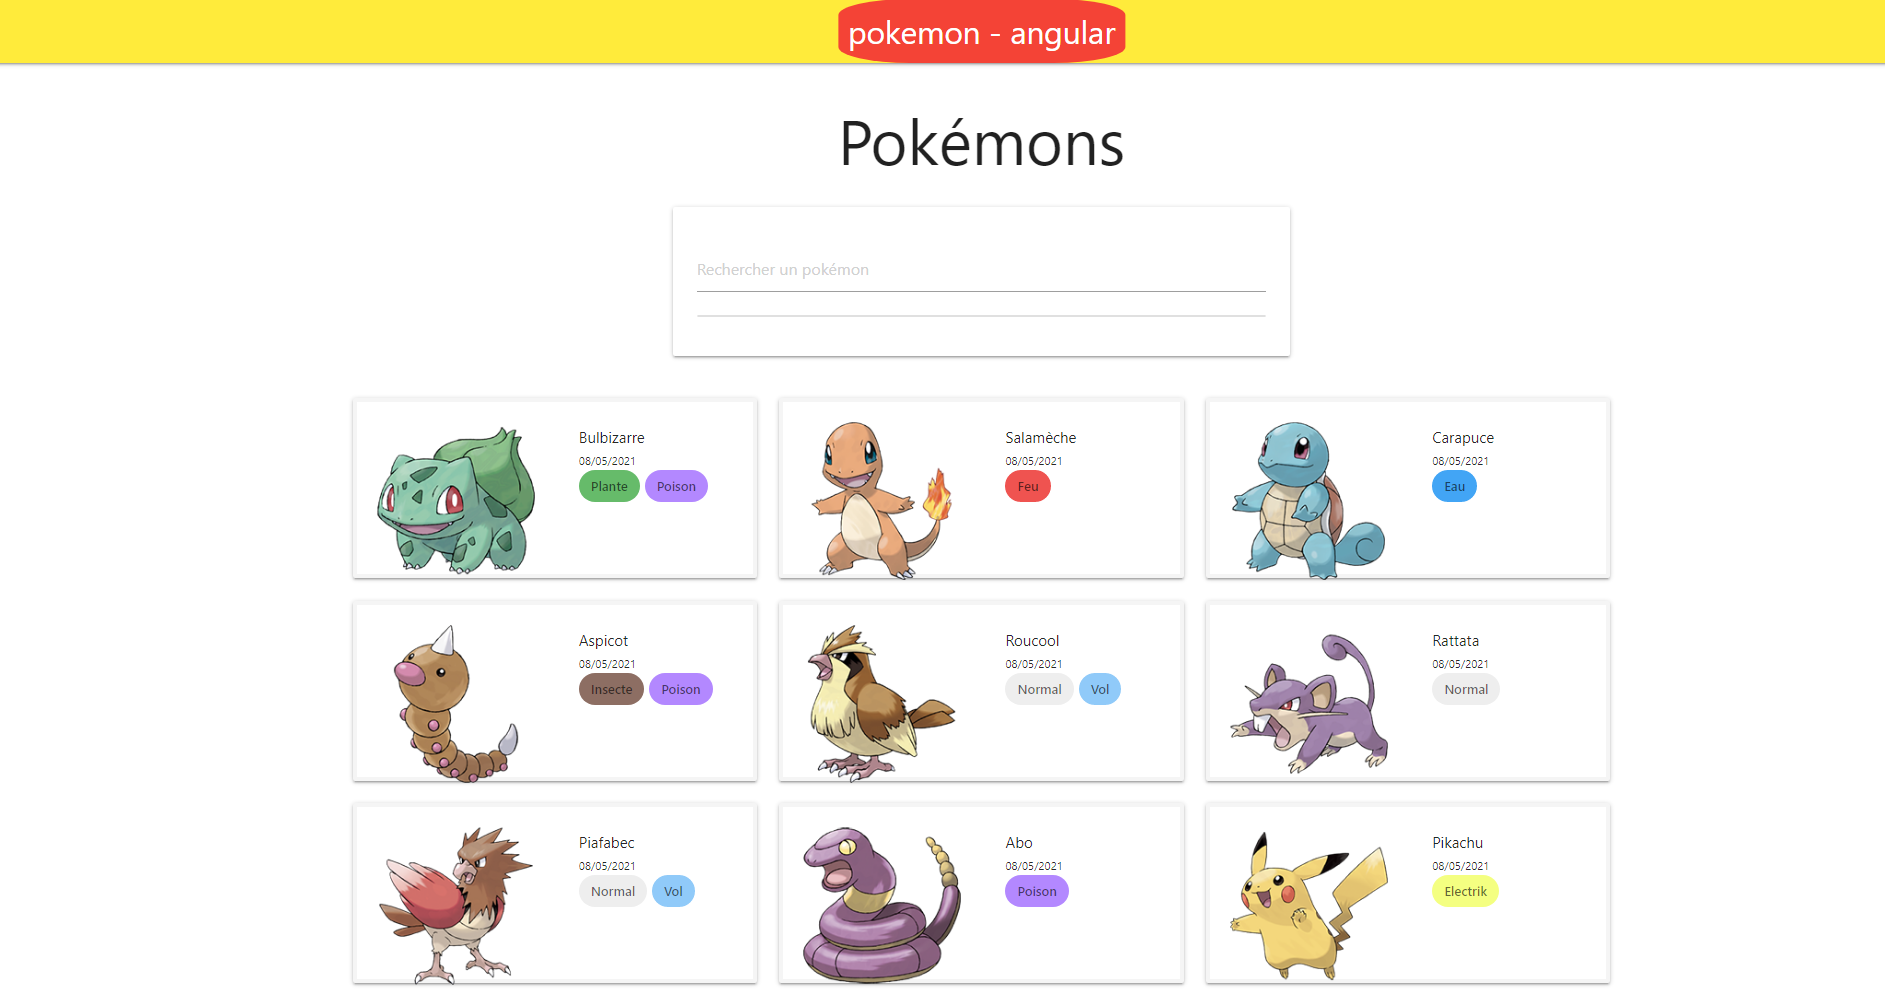 pokemon - angular
Pokémons
Rechercher un pokémon
Bulbizarre
08/05/2021
Plante Poison
Salamèche
08/05/2021
Feu
Carapuce
08/05/2021
Eau
Aspicot
08/05/2021
Insecte Poison
Roucool
08/05/2021
Normal Vol
Rattata
08/05/2021
Normal
Piafabec
08/05/2021
Normal Vol
Abo
08/05/2021
Poison
Pikachu
08/05/2021
Electrik